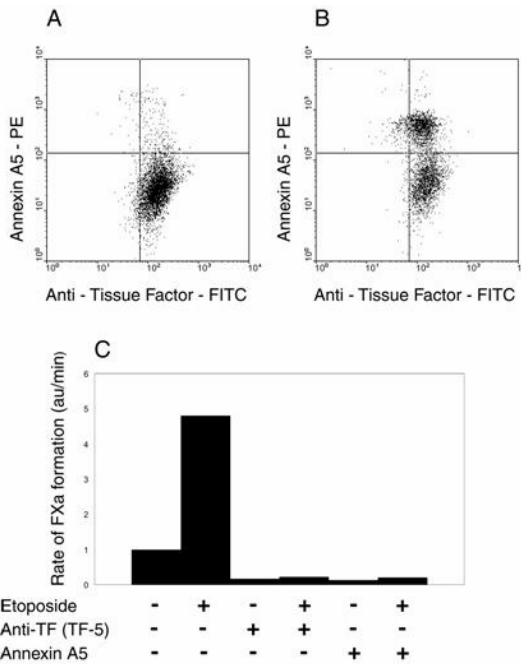 A
B
Annexin A5 - PE
10⁴
10³
10²
10¹
10⁰
10⁰ 10¹ 10² 10³ 10⁴
Anti - Tissue Factor - FITC
Annexin A5 - PE
10⁴
10³
10²
10¹
10⁰
10⁰ 10¹ 10² 10³ 1
Anti - Tissue Factor - FITC
C
Rate of FXa formation (au/min)
6
5
4
3
2
1
0
Etoposide - + - + - +
Anti-TF (TF-5) - - + + - -
Annexin A5 - - - - + +